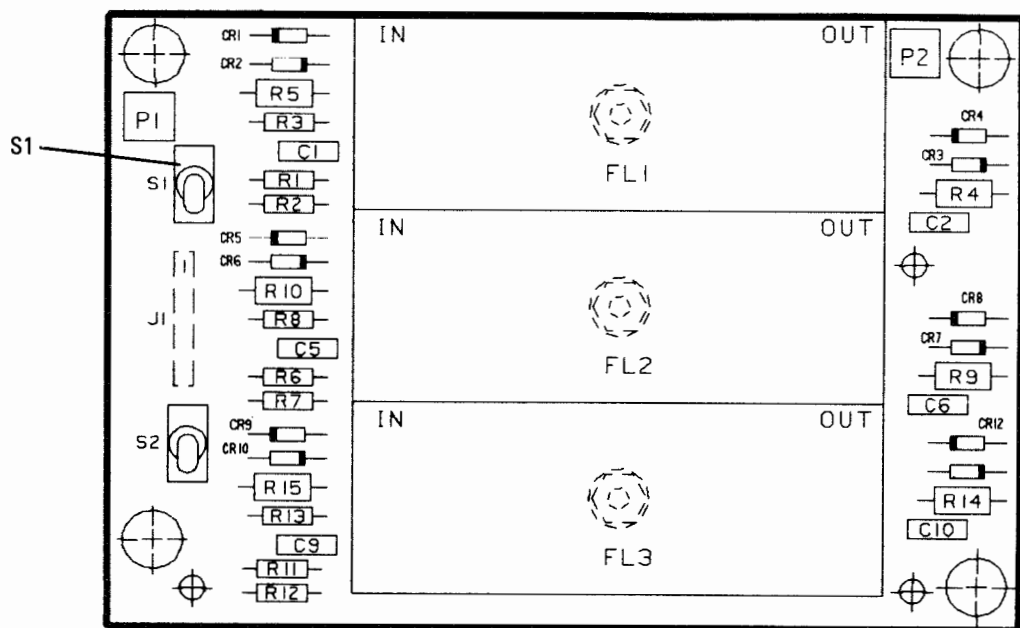 S1
P1
S1
1
J1
S2
CR1
CR2
R5
R3
C1
R1
R2
CR5
CR6
R10
R8
C5
R6
R7
CR9
CR10
R15
R13
C9
R11
R12
IN OUT
FL1
IN OUT
FL2
IN OUT
FL3
P2
CR4
CR3
R4
C2
CR8
CR7
R9
C6
CR12
R14
C10